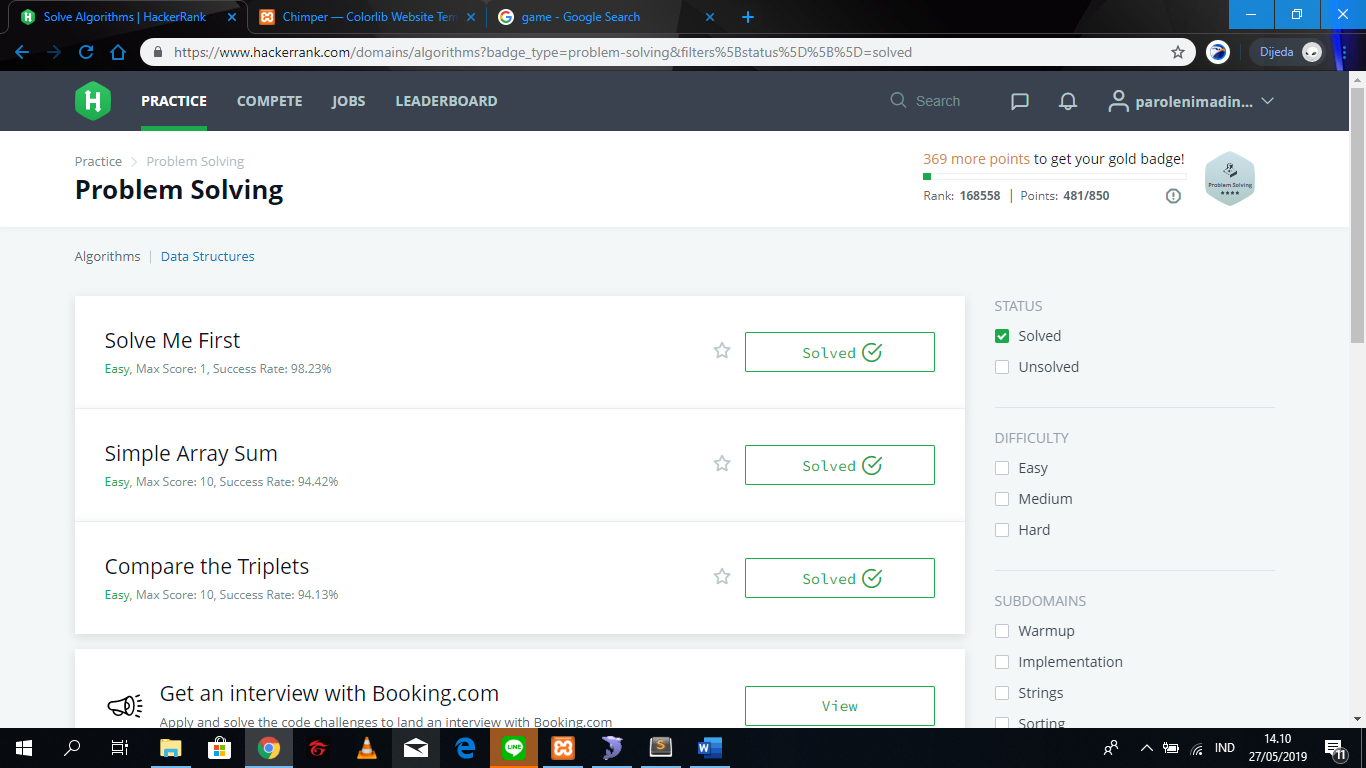 Solve Algorithms | HackerRank
Chimper — Colorlib Website Tem
game - Google Search
https://www.hackerrank.com/domains/algorithms?badge_type=problem-solving&filters%5Bstatus%5D%5B%5D=solved
Dijeda
H
PRACTICE COMPETE JOBS LEADERBOARD
Search
parolenimadin...
Practice > Problem Solving
Problem Solving
369 more points to get your gold badge!
Rank: 168558 | Points: 481/850
Problem Solving
Algorithms | Data Structures
Solve Me First
Easy, Max Score: 1, Success Rate: 98.23%
Solved
Simple Array Sum
Easy, Max Score: 10, Success Rate: 94.42%
Solved
Compare the Triplets
Easy, Max Score: 10, Success Rate: 94.13%
Solved
Get an interview with Booking.com
Apply and solve the code challenges to land an interview with Booking.com
View
STATUS
Solved
Unsolved
DIFFICULTY
Easy
Medium
Hard
SUBDOMAINS
Warmup
Implementation
Strings
Sorting
LINE
IND
14.10
27/05/2019
11